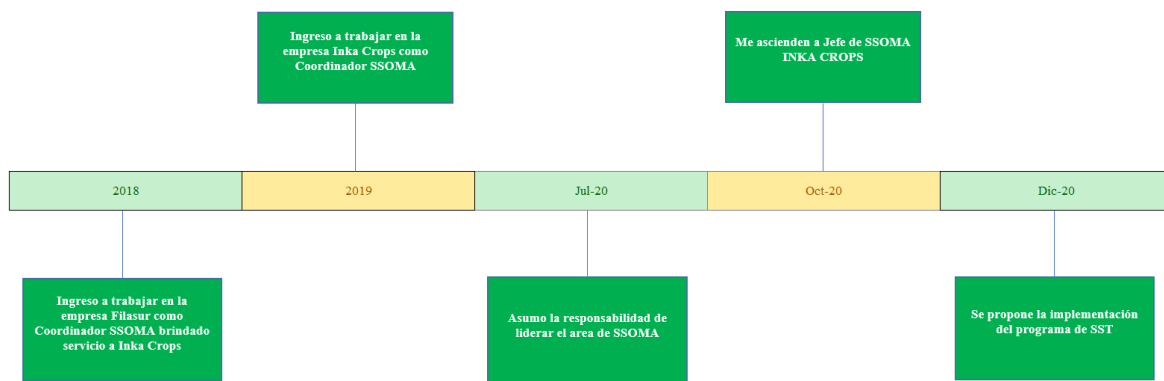 Ingreso a trabajar en la
empresa Inka Crops como
Coordinador SSOMA
Me ascienden a Jefe de SSOMA
INKA CROPS
2018
2019
Jul-20
Oct-20
Dic-20
Ingreso a trabajar en la
empresa Filasur como
Coordinador SSOMA brindado
servicio a Inka Crops
Asumo la responsabilidad de
liderar el area de SSOMA
Se propone la implementación
del programa de SST